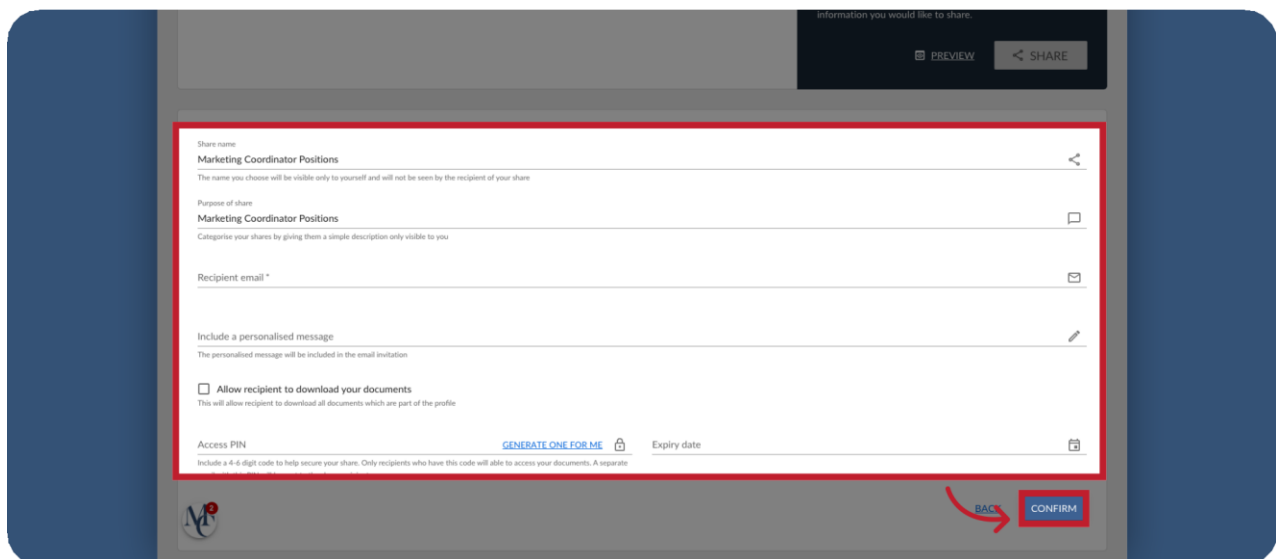 information you would like to share.
PREVIEW
SHARE
Share name
Marketing Coordinator Positions
The name you choose will be visible only to yourself and will not be seen by the recipient of your share
Purpose of share
Marketing Coordinator Positions
Categorise your shares by giving them a simple description only visible to you
Recipient email *
Include a personalised message
The personalised message will be included in the email invitation
Allow recipient to download your documents
This will allow recipient to download all documents which are part of the profile
Access PIN GENERATE ONE FOR ME Expiry date
Include a 4-6 digit code to help secure your share. Only recipients who have this code will able to access your documents. A separate
MC 2
BACK CONFIRM